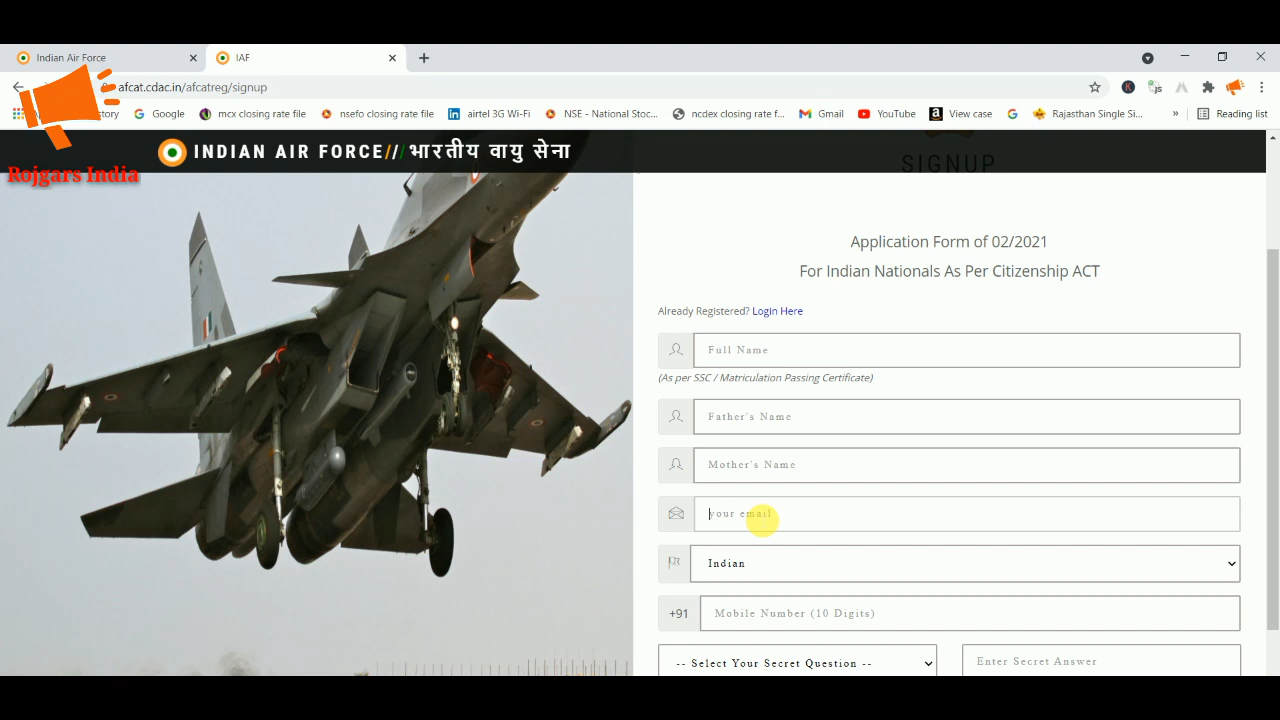 Indian Air Force
IAF
afcat.cdac.in/afcatreg/signup
story
Google
mcx closing rate file
nsefo closing rate file
airtel 3G Wi-Fi
NSE - National Stoc...
ncdex closing rate f...
Gmail
YouTube
View case
Rajasthan Single Si...
»
Reading list
Rojgars India
INDIAN AIR FORCE//भारतीय वायु सेना
SIGNUP
Application Form of 02/2021
For Indian Nationals As Per Citizenship ACT
Already Registered? Login Here
Full Name
(As per SSC / Matriculation Passing Certificate)
Father`s Name
Mother`s Name
your email
Indian
+91 Mobile Number (10 Digits)
-- Select Your Secret Question --
Enter Secret Answer